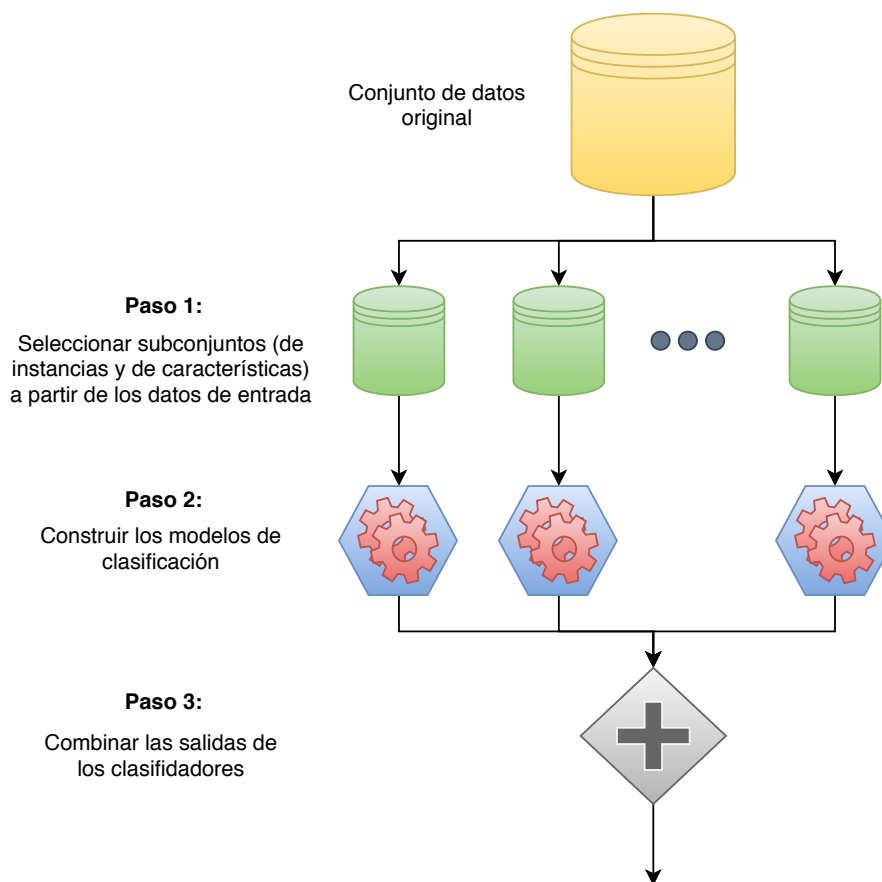 Conjunto de datos
original
Paso 1:
Seleccionar subconjuntos (de
instancias y de características)
a partir de los datos de entrada
Paso 2:
Construir los modelos de
clasificación
Paso 3:
Combinar las salidas de
los clasifidadores